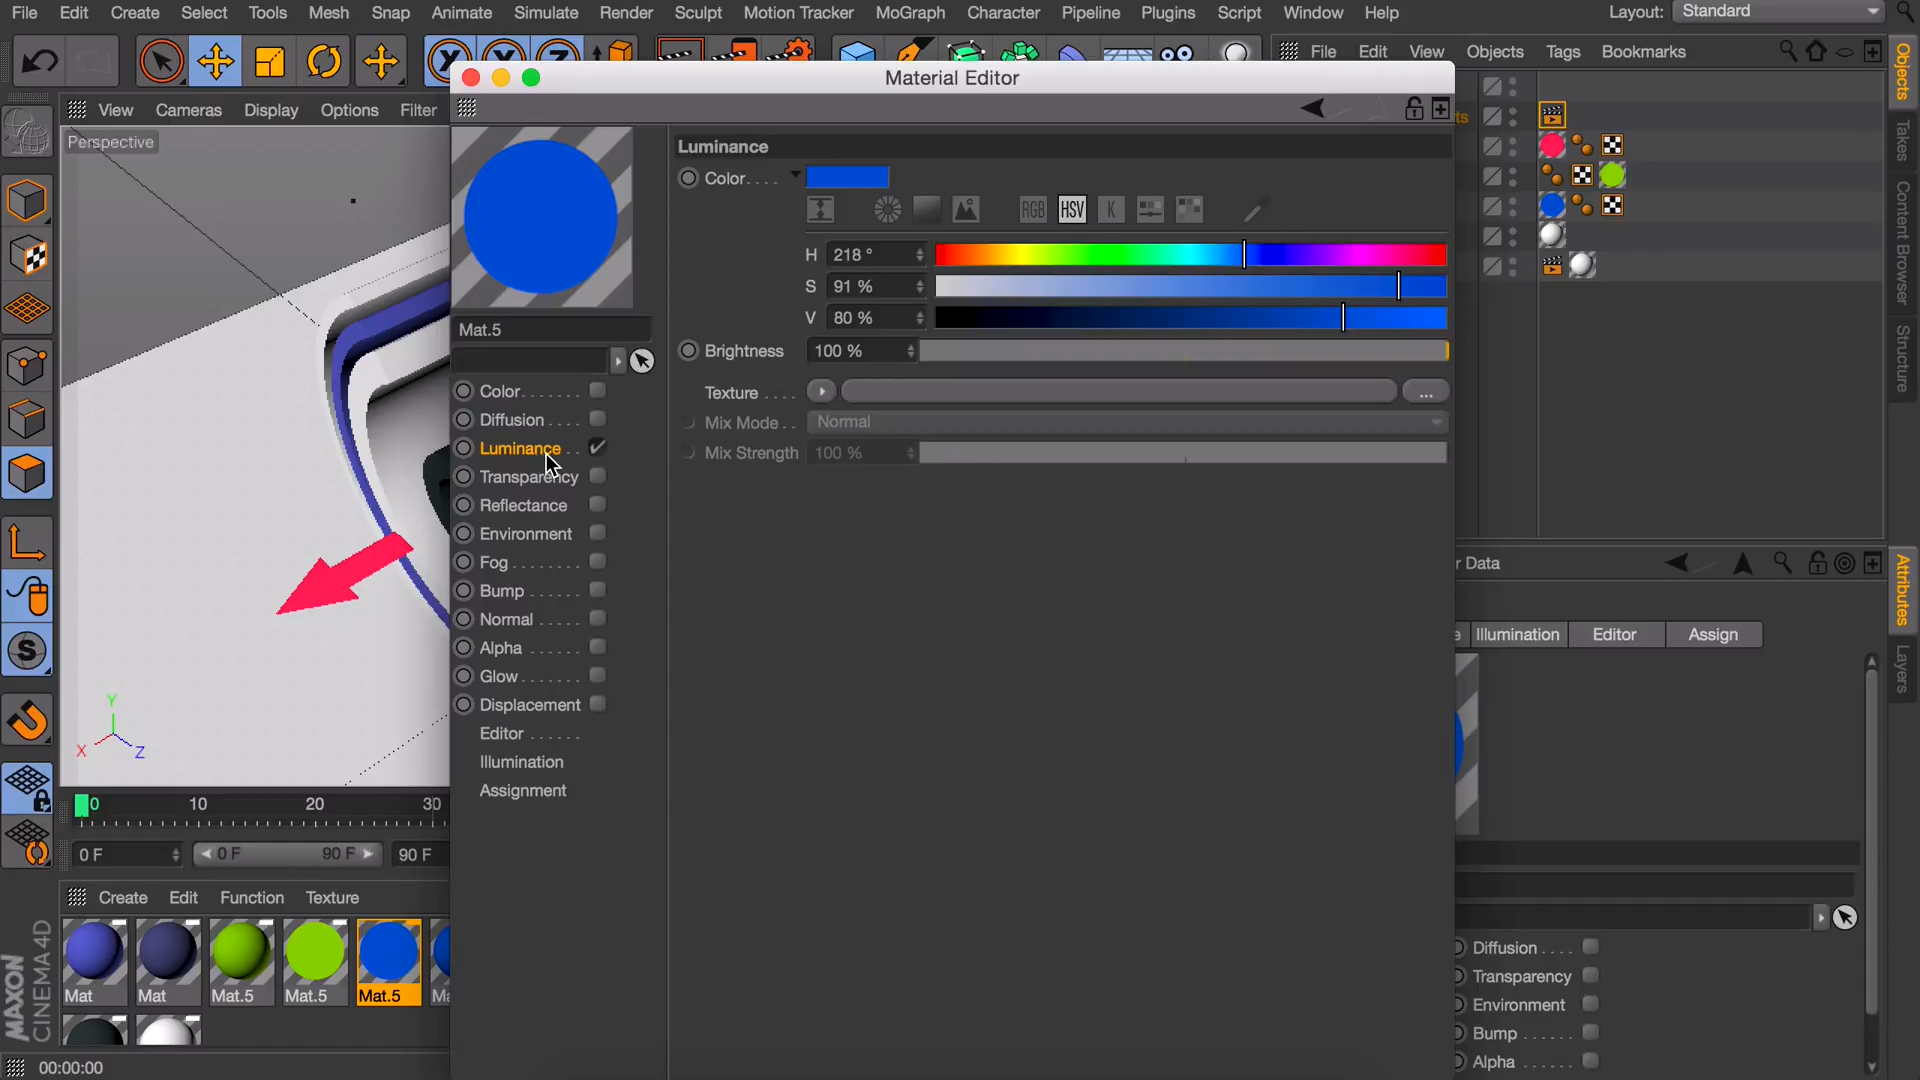 File Edit Create Select Tools Mesh Snap Animate Simulate Render Sculpt Motion Tracker MoGraph Character Pipeline Plugins Script Window Help Layout: Standard
File Edit View Objects Tags Bookmarks
Material Editor
View Cameras Display Options Filter
Perspective
ts
Luminance
Color....
RGB HSV K
H 218 °
S 91 %
V 80 %
Mat.5
Brightness 100 %
Texture .... ...
Mix Mode .. Normal
Mix Strength 100 %
Color.......
Diffusion ....
Luminance ..
Transparency
Reflectance
Environment
Fog .......
Bump ......
Normal .....
Alpha ......
Glow.......
Displacement
Editor ......
Illumination
Assignment
Objects
Takes
Content Browser
Structure
r Data
Attributes
Layers
e Illumination Editor Assign
Y
X
Z
0 10 20 30
0 F 0 F 90 F 90 F
Create Edit Function Texture
Mat Mat Mat.5 Mat.5 Mat.5 Ma
MAXON
CINEMA 4D
00:00:00
Diffusion ....
Transparency
Environment
Bump ......
Alpha ......